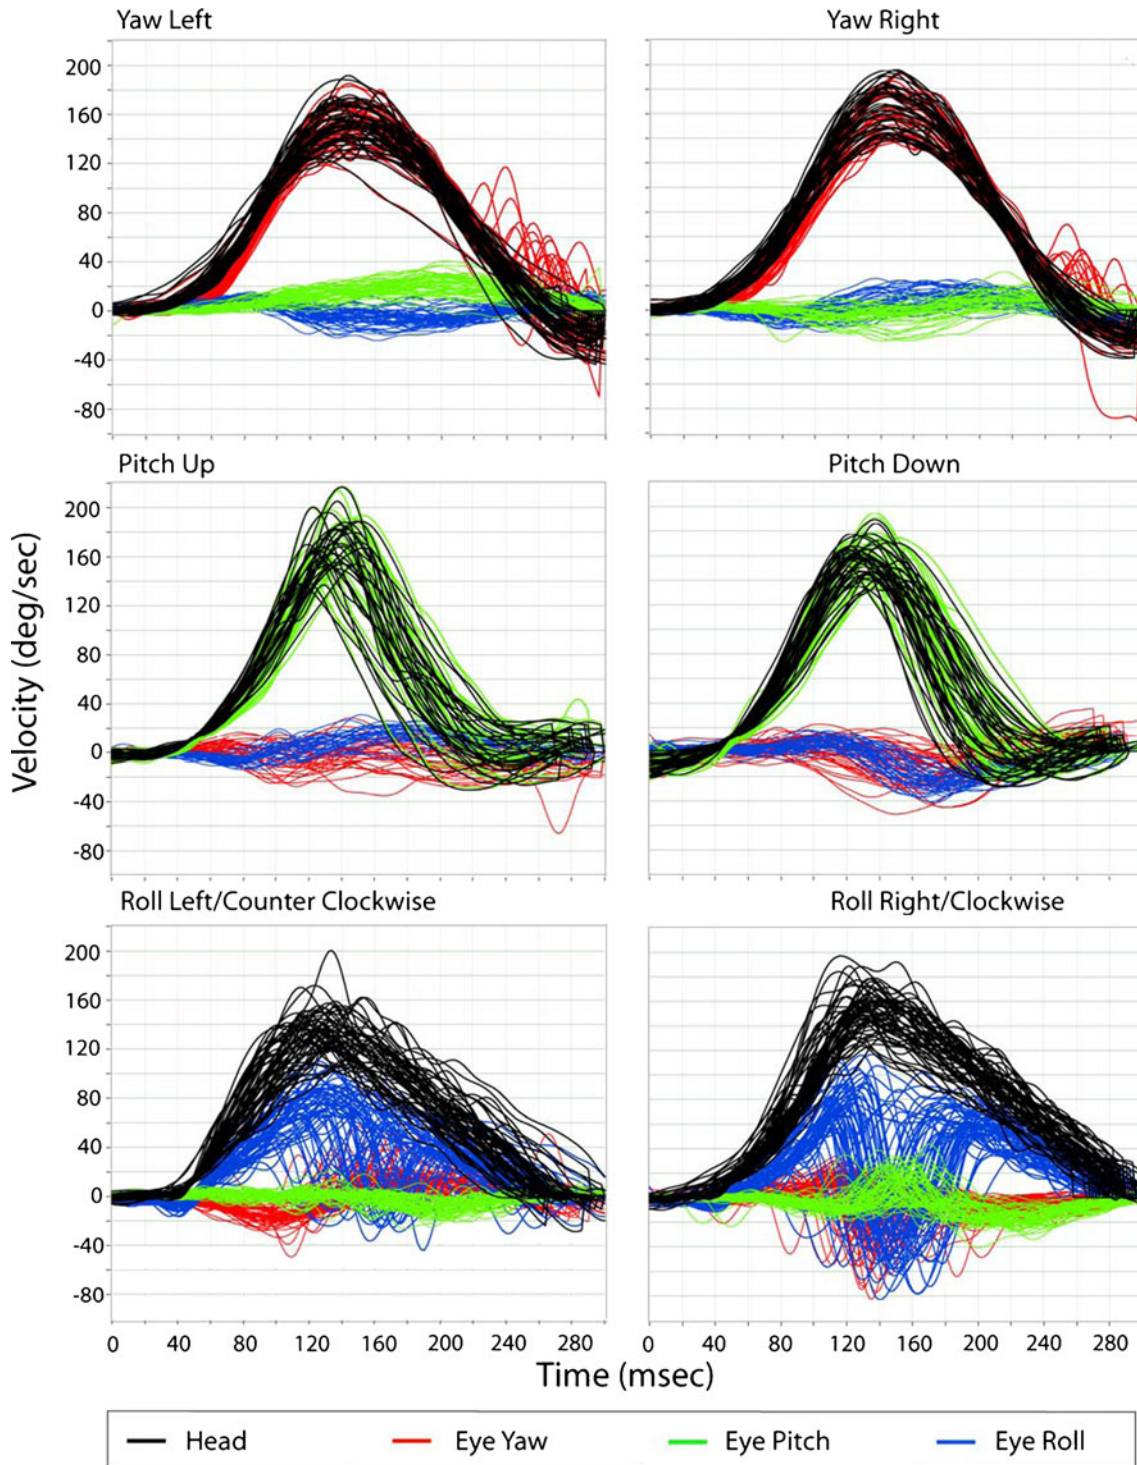 Yaw Left
Yaw Right
200
160
120
80
40
0
-40
-80
Pitch Up
Pitch Down
200
160
120
80
40
0
-40
-80
Velocity (deg/sec)
Roll Left/Counter Clockwise
Roll Right/Clockwise
200
160
120
80
40
0
-40
-80
0 40 80 120 160 200 240 280
0 40 80 120 160 200 240 280
Time (msec)
Head
Eye Yaw
Eye Pitch
Eye Roll